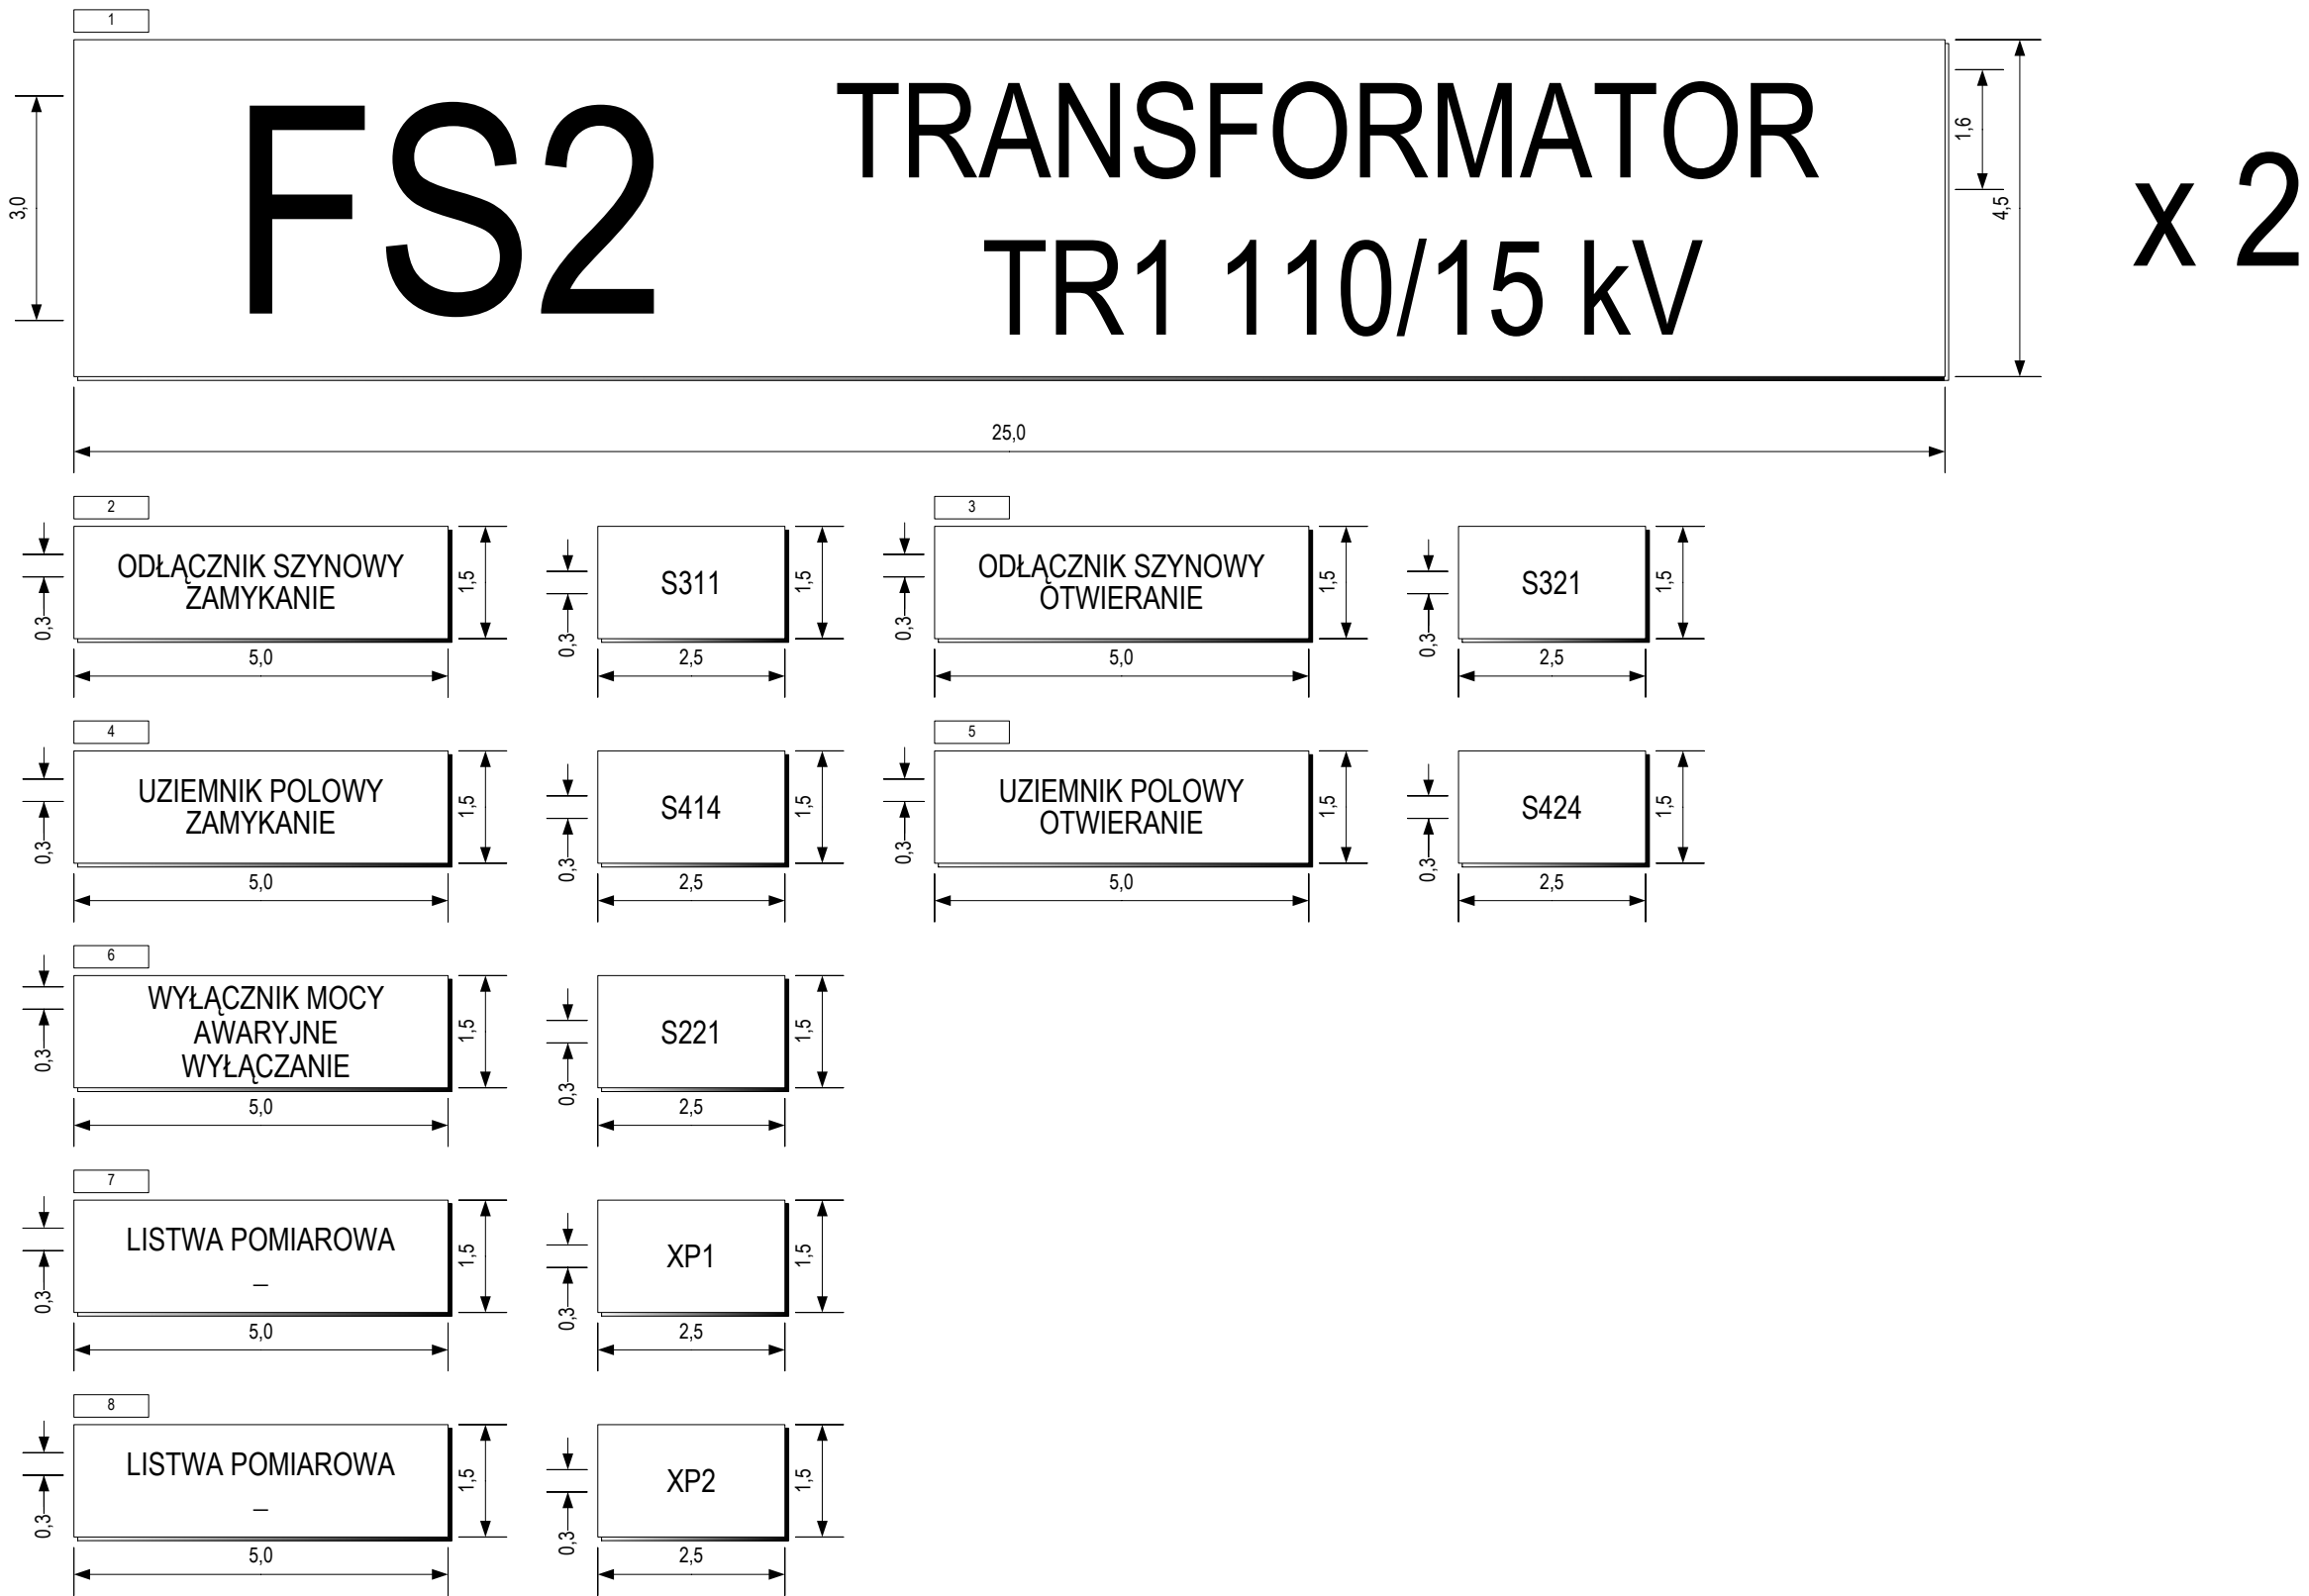 1
FS2
TRANSFORMATOR
TR1 110/15 kV
x 2
3,0
1,6
4,5
25,0
2
ODŁĄCZNIK SZYNOWY
ZAMYKANIE
0,3
1,5
5,0
S311
0,3
1,5
2,5
3
ODŁĄCZNIK SZYNOWY
OTWIERANIE
0,3
1,5
5,0
S321
0,3
1,5
2,5
4
UZIEMNIK POLOWY
ZAMYKANIE
0,3
1,5
5,0
S414
0,3
1,5
2,5
5
UZIEMNIK POLOWY
OTWIERANIE
0,3
1,5
5,0
S424
0,3
1,5
2,5
6
WYŁĄCZNIK MOCY
AWARYJNE
WYŁĄCZANIE
0,3
1,5
5,0
S221
0,3
1,5
2,5
7
LISTWA POMIAROWA
_
0,3
1,5
5,0
XP1
0,3
1,5
2,5
8
LISTWA POMIAROWA
_
0,3
1,5
5,0
XP2
0,3
1,5
2,5